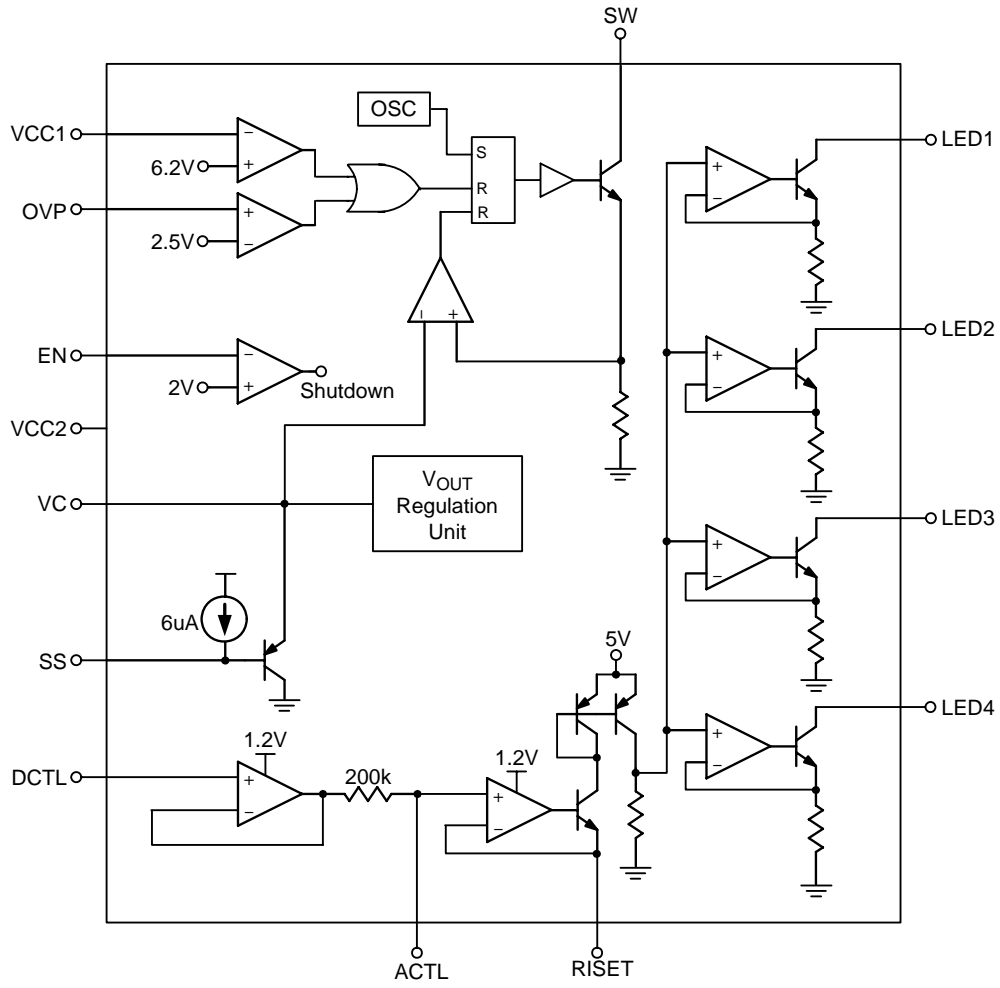 SW
OSC
VCC1
−
+
6.2V
S
R
R
OVP
+
−
2.5V
LED1
+
−
−
+
EN
−
+
2V
Shutdown
LED2
+
−
VCC2
VC
VOUT
Regulation
Unit
LED3
+
−
6uA
SS
5V
LED4
+
−
DCTL
1.2V
+
−
200k
1.2V
+
−
ACTL
RISET